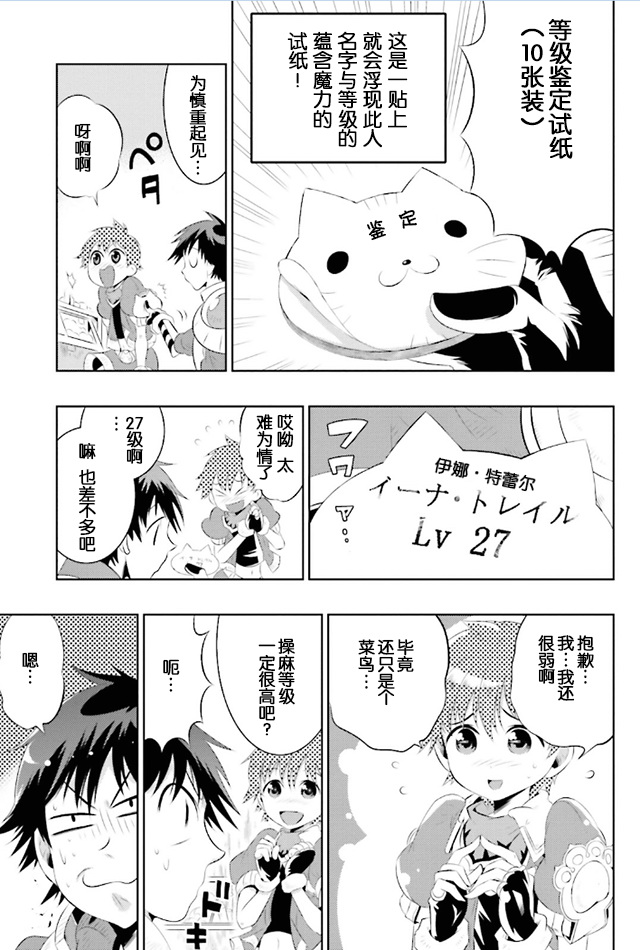 等级鉴定试纸
（10张装）
这是一贴上
就会浮现此人
名字与等级的
蕴含魔力的
试纸！
鉴定
为慎重起见…
ペタ
呀啊啊
伊娜・特蕾尔
イーナ・トレイル
Lv 27
哎呦 太
难为情了
27级啊
…
嘛 也差不多吧
抱歉…
我…我还
很弱啊
毕竟
还只是个
菜鸟…
操麻等级
一定很高吧？
呃…
ドキ
嗯…